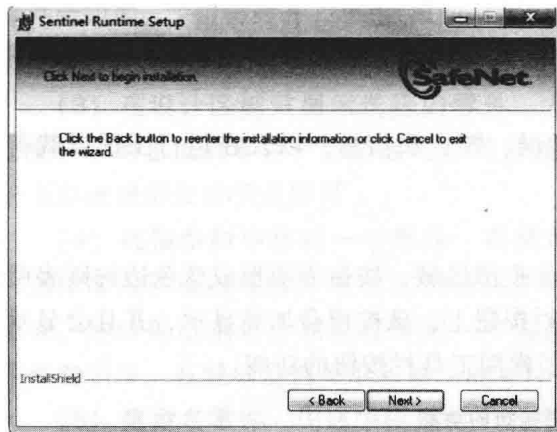 Sentinel Runtime Setup
Click Next to begin installation.
SafeNet.
Click the Back button to reenter the installation information or click Cancel to exit
the wizard.
InstallShield
< Back
Next >
Cancel